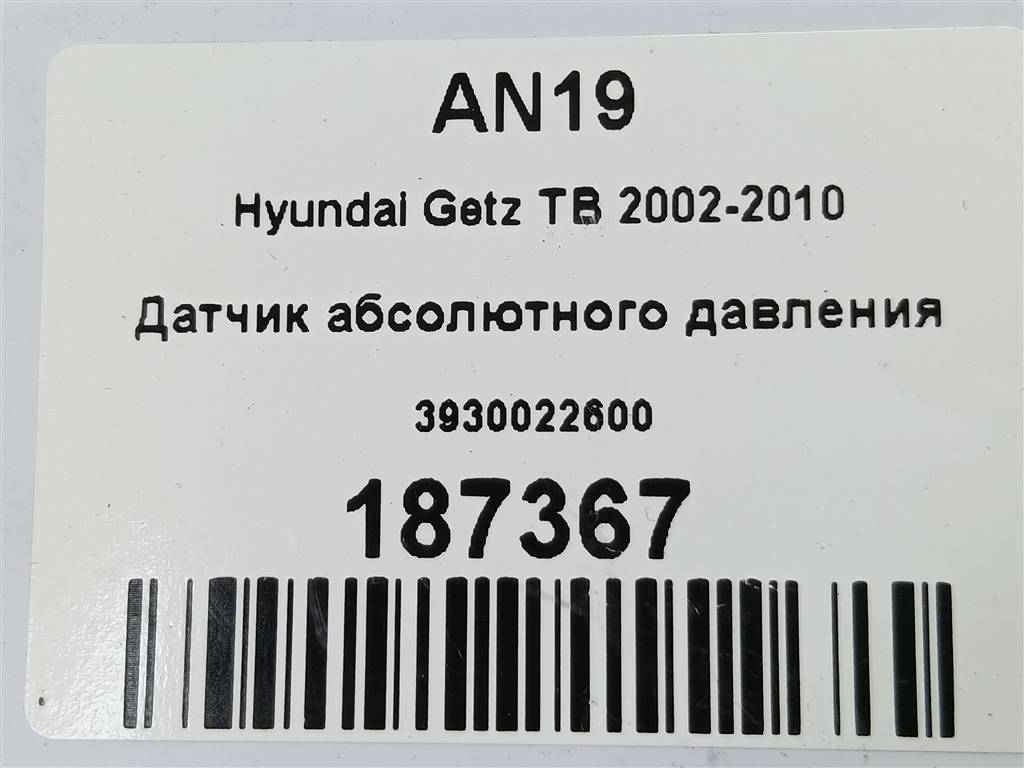 AN19
Hyundai Getz TB 2002-2010
Датчик абсолютного давления
3930022600
187367